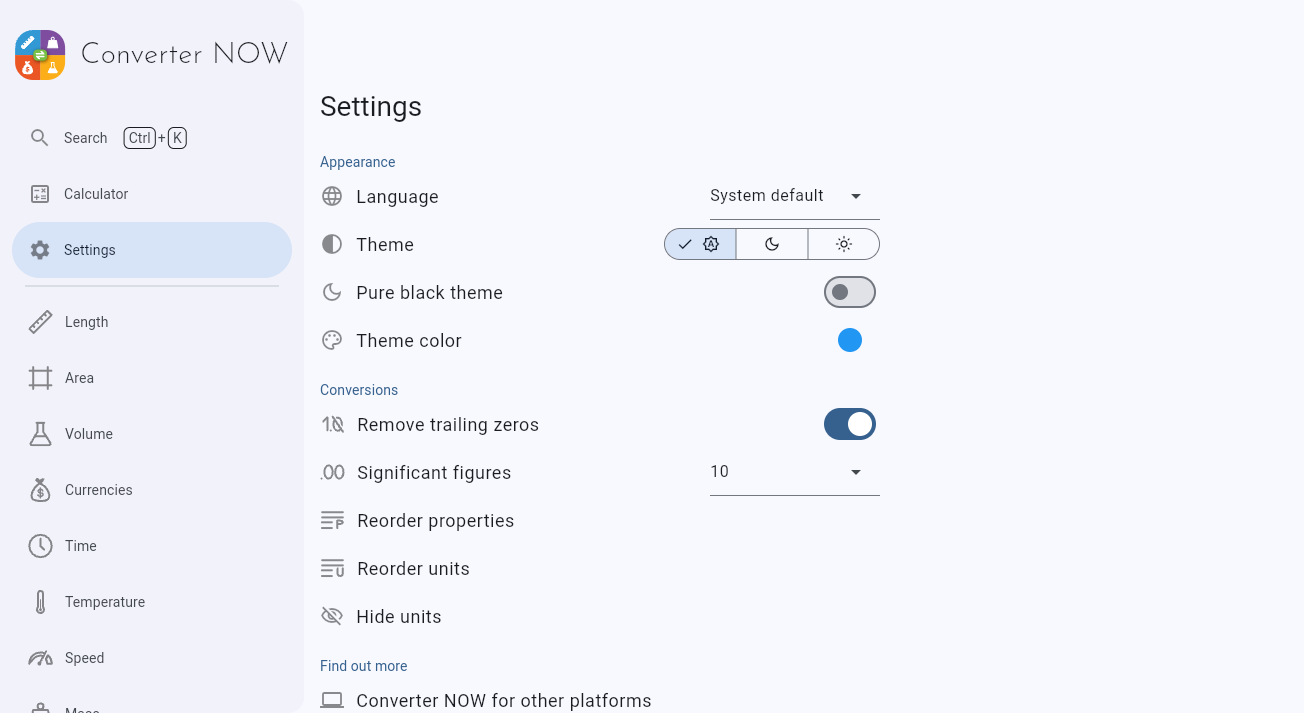 Converter NOW
Search Ctrl + K
Calculator
Settings
Length
Area
Volume
Currencies
Time
Temperature
Speed
Settings
Appearance
Language System default
Theme
Pure black theme
Theme color
Conversions
Remove trailing zeros
Significant figures 10
Reorder properties
Reorder units
Hide units
Find out more
Converter NOW for other platforms